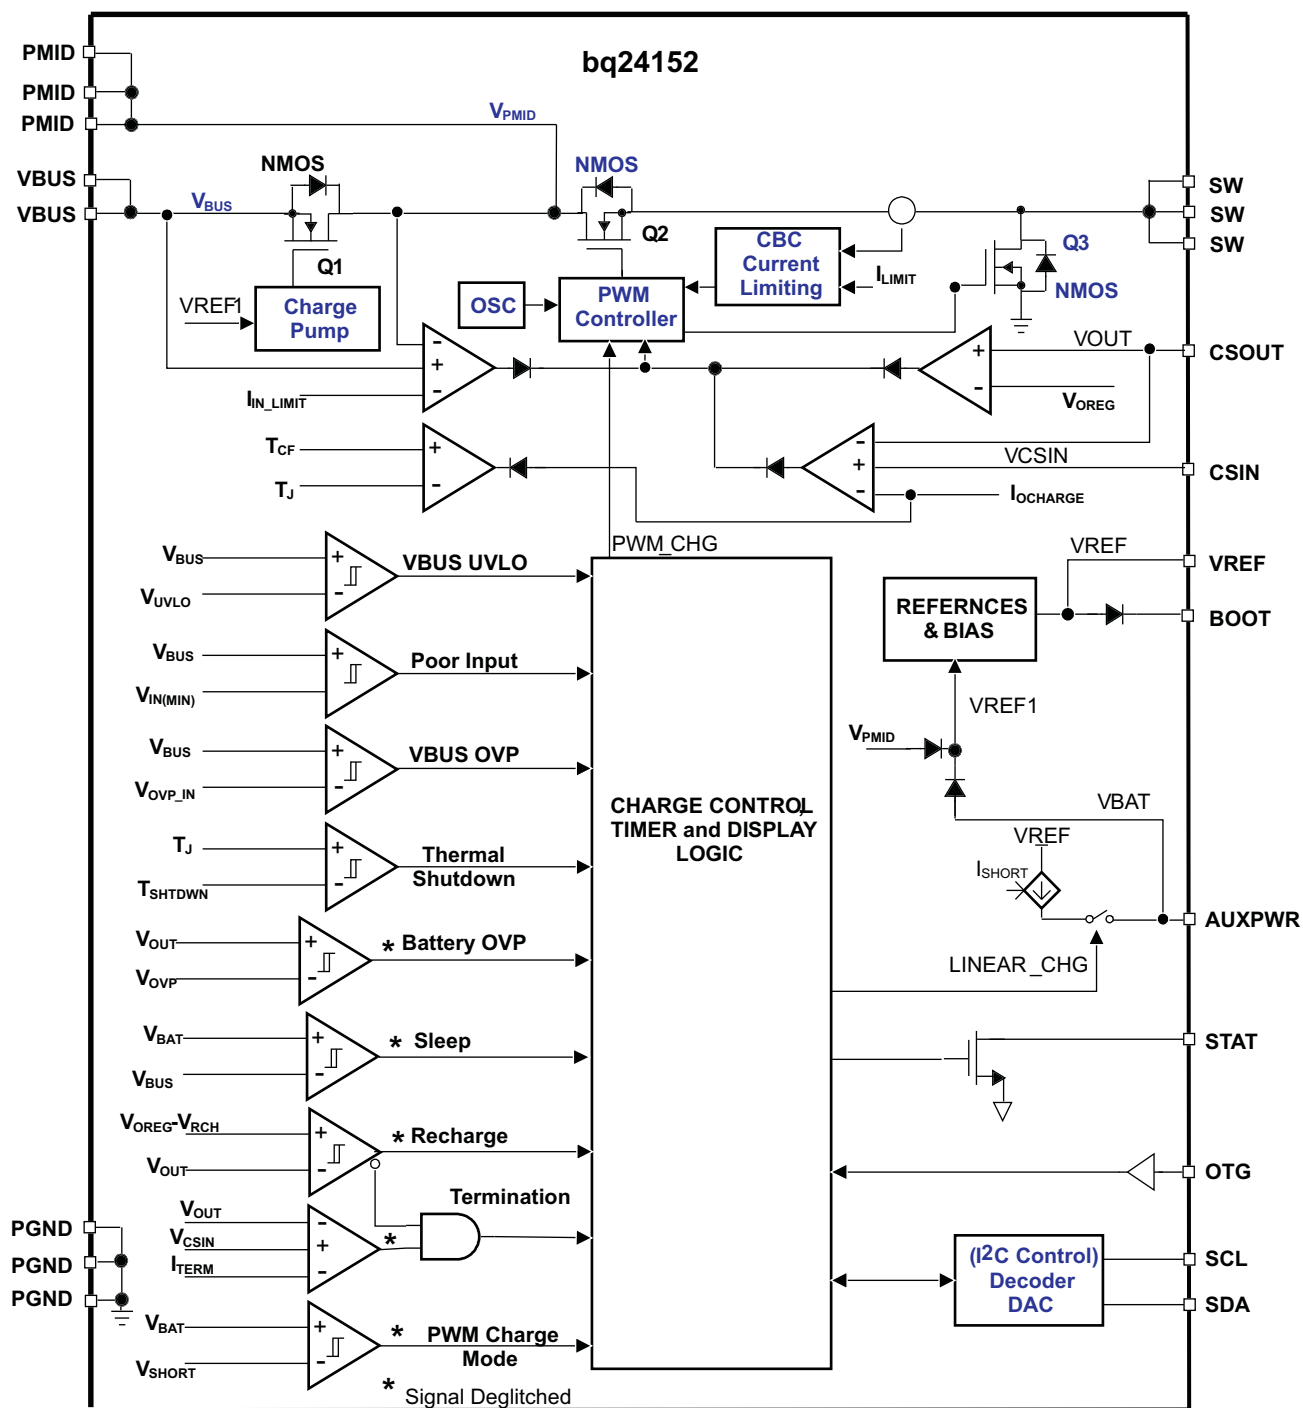 bq24152
PMID
PMID
PMID
VBUS
VBUS
VPMID
NMOS
VBUS
Q1
VREF1
Charge
Pump
NMOS
Q2
OSC
PWM
Controller
CBC
Current
Limiting
ILIMIT
Q3
NMOS
SW
SW
SW
- + -
IIN_LIMIT
+ -
VOUT
VOREG
CSOUT
TCF
TJ
+ -
- + -
VCSIN
IOCHARGE
CSIN
PWM_CHG
VBUS
VUVLO
+ -
VBUS UVLO
VBUS
VIN(MIN)
+ -
Poor Input
VBUS
VOVP_IN
+ -
VBUS OVP
TJ
TSHTDWN
+ -
Thermal
Shutdown
VOUT
VOVP
+ -
* Battery OVP
VBAT
VBUS
+ -
* Sleep
VOREG-VRCH
VOUT
+ -
* Recharge
Termination
VOUT
VCSIN
ITERM
- + -
*
VBAT
VSHORT
+ -
* PWM Charge
Mode
* Signal Deglitched
PGND
PGND
PGND
CHARGE CONTROL,
TIMER and DISPLAY
LOGIC
VREF
VREF
BOOT
REFERNCES
& BIAS
VREF1
VPMID
VBAT
VREF
ISHORT
AUXPWR
LINEAR_CHG
STAT
OTG
(I2C Control)
Decoder
DAC
SCL
SDA